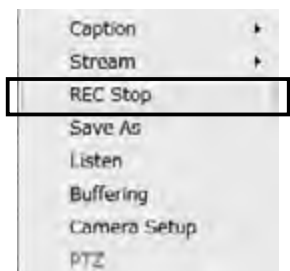 Caption
Stream
REC Stop
Save As
Listen
Buffering
Camera Setup
PTZ